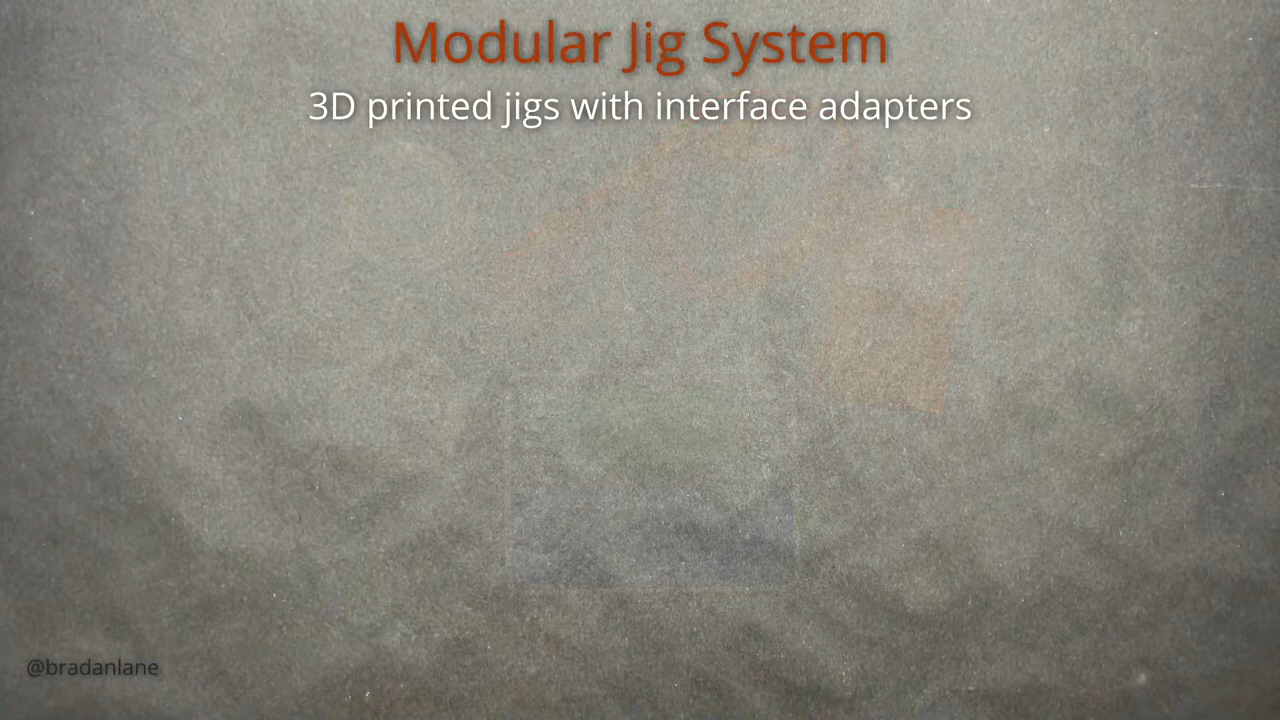 Modular Jig System
3D printed jigs with interface adapters
@bradanlane